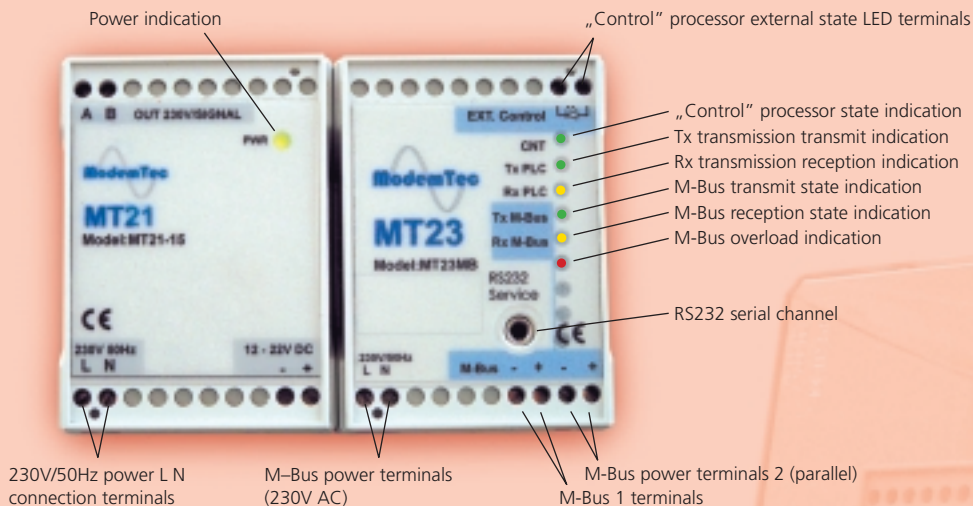 Power indication
„Control" processor external state LED terminals
A B OUT 230V/SIGNAL
PWR
ModemTec
MT21
Model:MT21-15
CE
230V 50Hz
L N
12 - 22V DC
- +
EXT. Control
CNT
Tx PLC
Rx PLC
ModemTec
Tx M-Bus
MT23
Rx M-Bus
Model:MT23MB
RS232
Service
CE
230V/50Hz
L N
M-Bus - + - +
„Control" processor state indication
Tx transmission transmit indication
Rx transmission reception indication
M-Bus transmit state indication
M-Bus reception state indication
M-Bus overload indication
RS232 serial channel
230V/50Hz power L N
connection terminals
M–Bus power terminals
(230V AC)
M-Bus power terminals 2 (parallel)
M-Bus 1 terminals